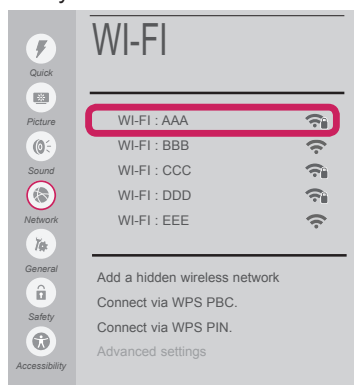 WI-FI
Quick
Picture
Sound
Network
General
Safety
Accessibility
WI-FI : AAA
WI-FI : BBB
WI-FI : CCC
WI-FI : DDD
WI-FI : EEE
Add a hidden wireless network
Connect via WPS PBC.
Connect via WPS PIN.
Advanced settings